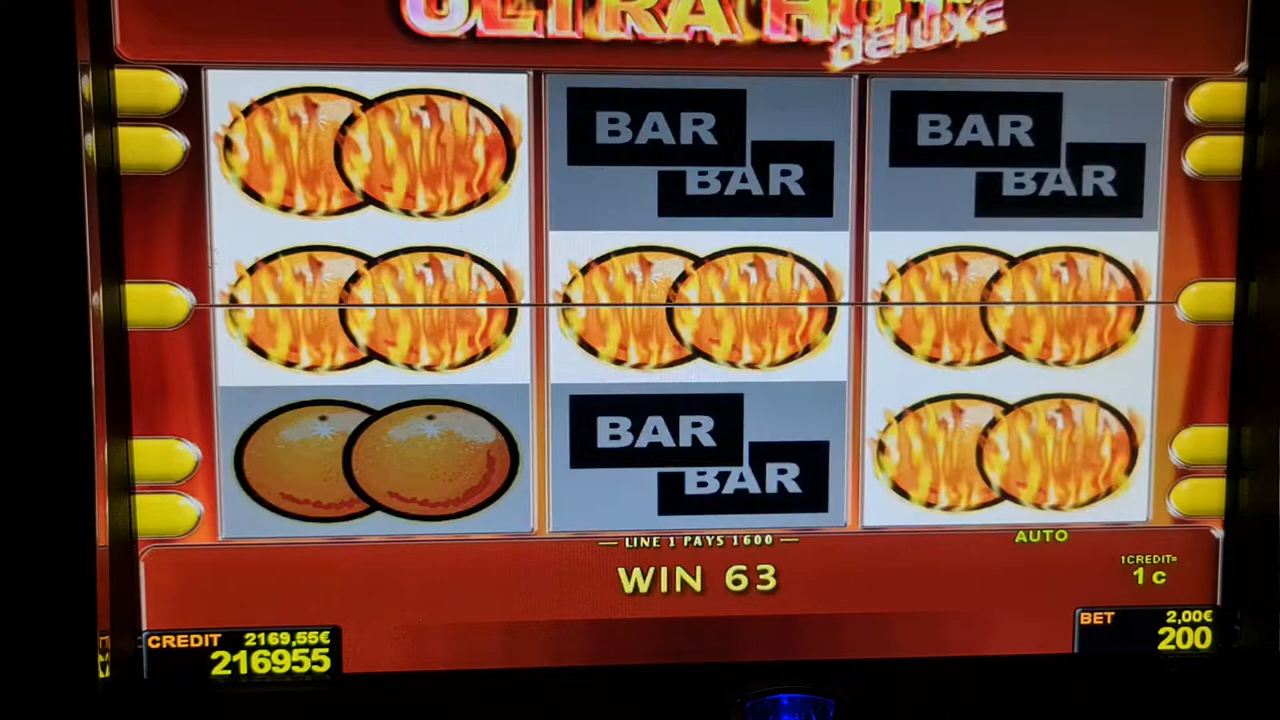 ULTRA HOT
deluxe
BAR
BAR
BAR
BAR
BAR
BAR
LINE 1 PAYS 1600
AUTO
WIN 63
1CREDIT=
1 c
CREDIT 2169,55€
216955
BET 2,00€
200